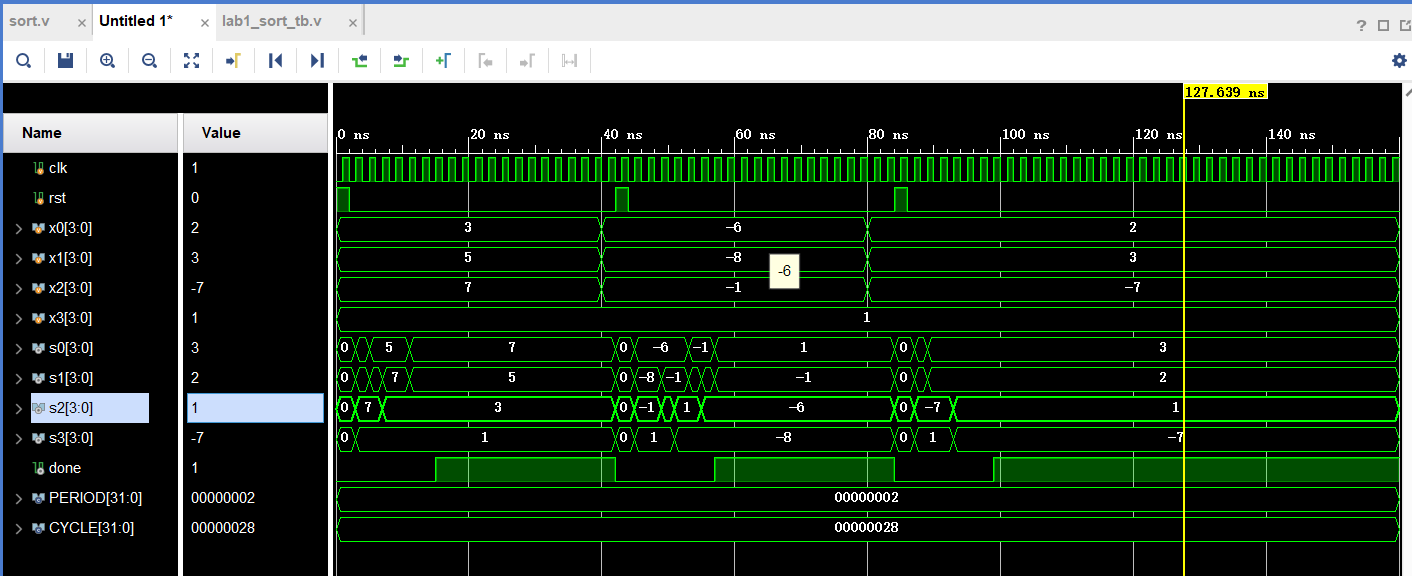 sort.v × Untitled 1* × lab1_sort_tb.v ×
?
127.639 ns
Name Value
0 ns 20 ns 40 ns 60 ns 80 ns 100 ns 120 ns 140 ns
clk 1
rst 0
x0[3:0] 2 3 -6 2
x1[3:0] 3 5 -8 3
-6
x2[3:0] -7 7 -1 -7
x3[3:0] 1 1
s0[3:0] 3 0 5 7 0 -6 -1 1 0 3
s1[3:0] 2 0 7 5 0 -8 -1 -1 0 2
s2[3:0] 1 0 7 3 0 -1 1 -6 0 -7 1
s3[3:0] -7 0 1 0 1 -8 0 1 -7
done 1
PERIOD[31:0] 00000002 00000002
CYCLE[31:0] 00000028 00000028